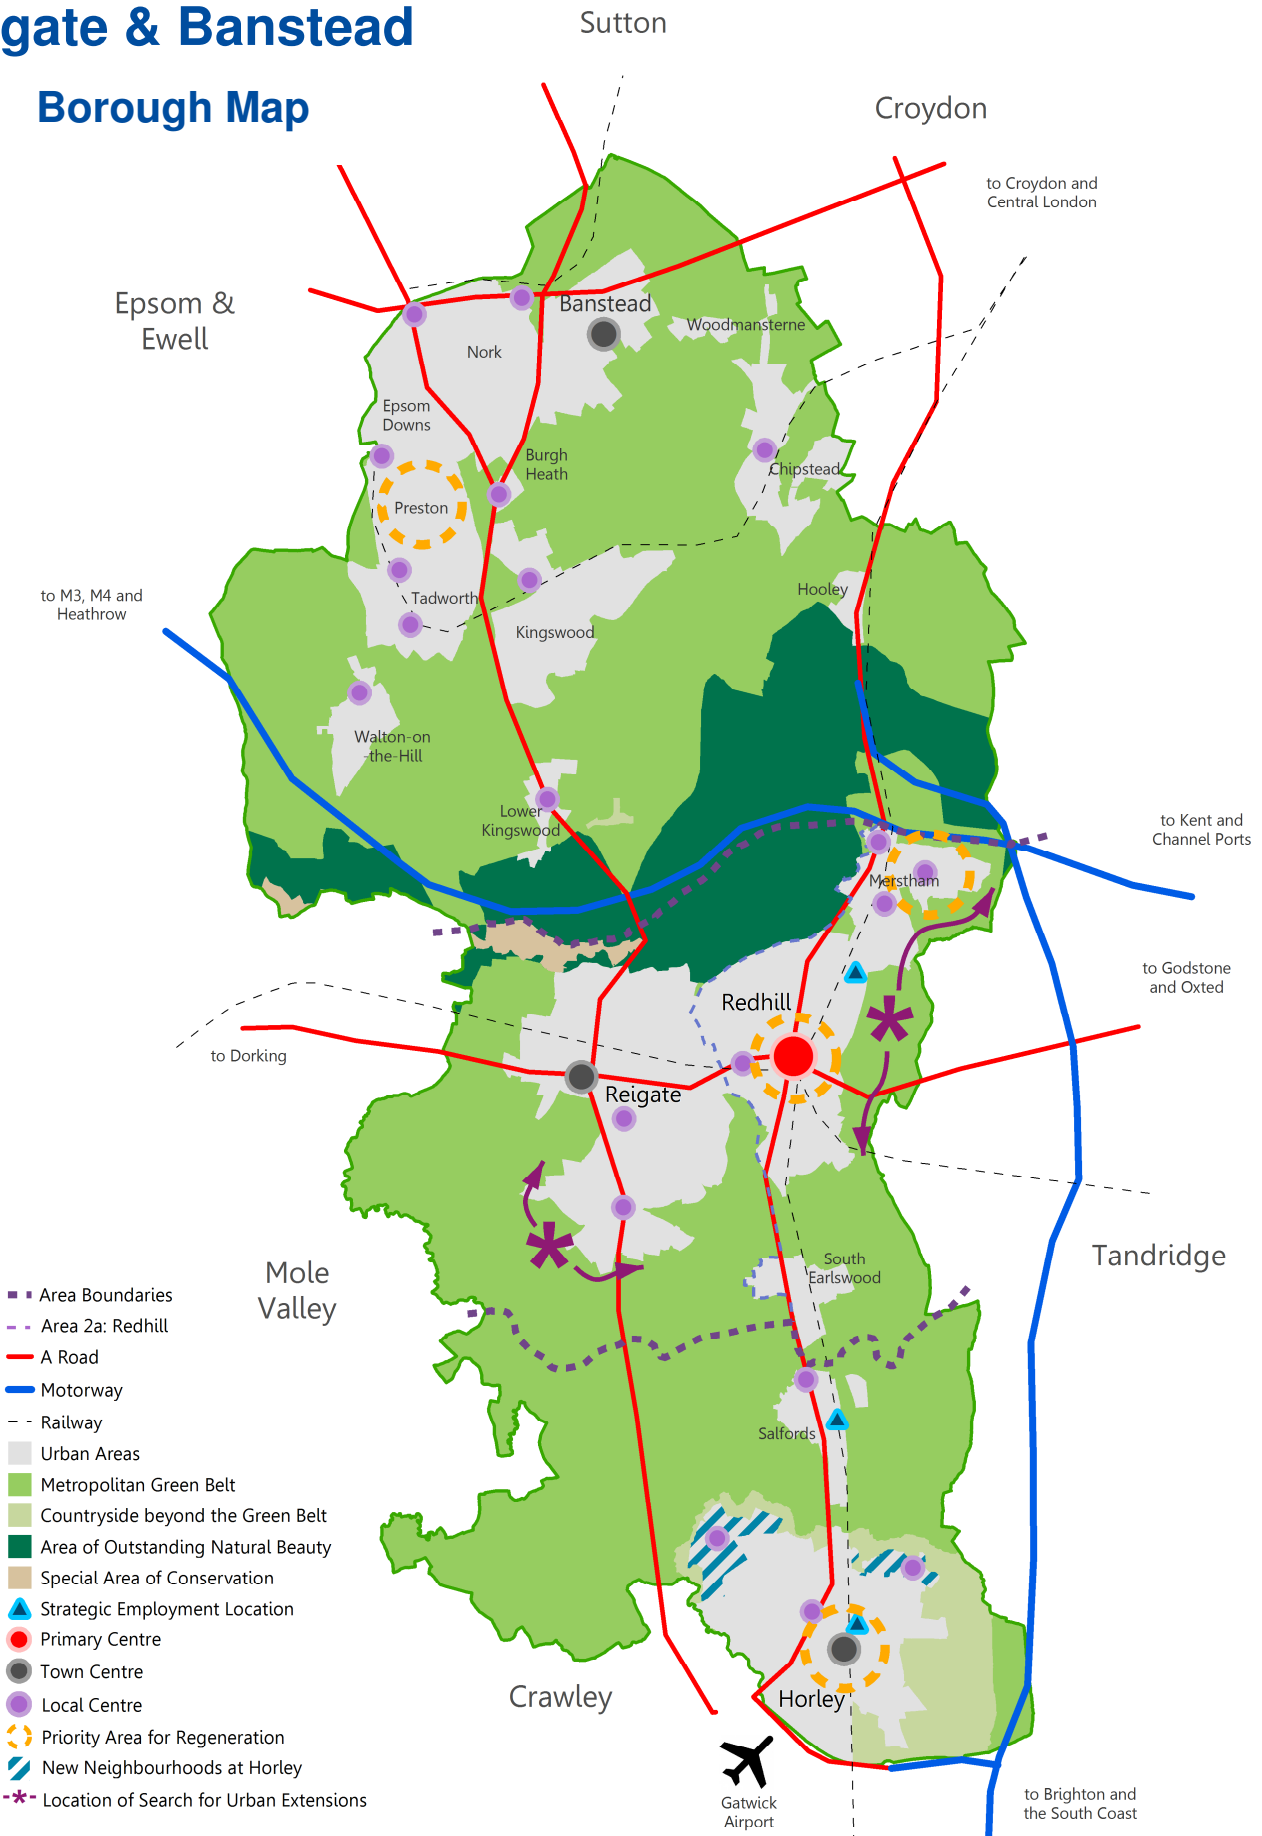 gate & Banstead
Borough Map
Sutton
Croydon
to Croydon and
Central London
Epsom &
Ewell
Banstead
Woodmansterne
Nork
Epsom
Downs
Burgh
Heath
Chipstead
Preston
to M3, M4 and
Heathrow
Hooley
Tadworth
Kingswood
Walton-on
-the-Hill
Lower
Kingswood
to Kent and
Channel Ports
Merstham
to Godstone
and Oxted
Redhill
to Dorking
Reigate
South
Earlswood
Tandridge
Mole
Valley
Salfords
Horley
Crawley
Gatwick
Airport
to Brighton and
the South Coast
Area Boundaries
Area 2a: Redhill
A Road
Motorway
Railway
Urban Areas
Metropolitan Green Belt
Countryside beyond the Green Belt
Area of Outstanding Natural Beauty
Special Area of Conservation
Strategic Employment Location
Primary Centre
Town Centre
Local Centre
Priority Area for Regeneration
New Neighbourhoods at Horley
Location of Search for Urban Extensions